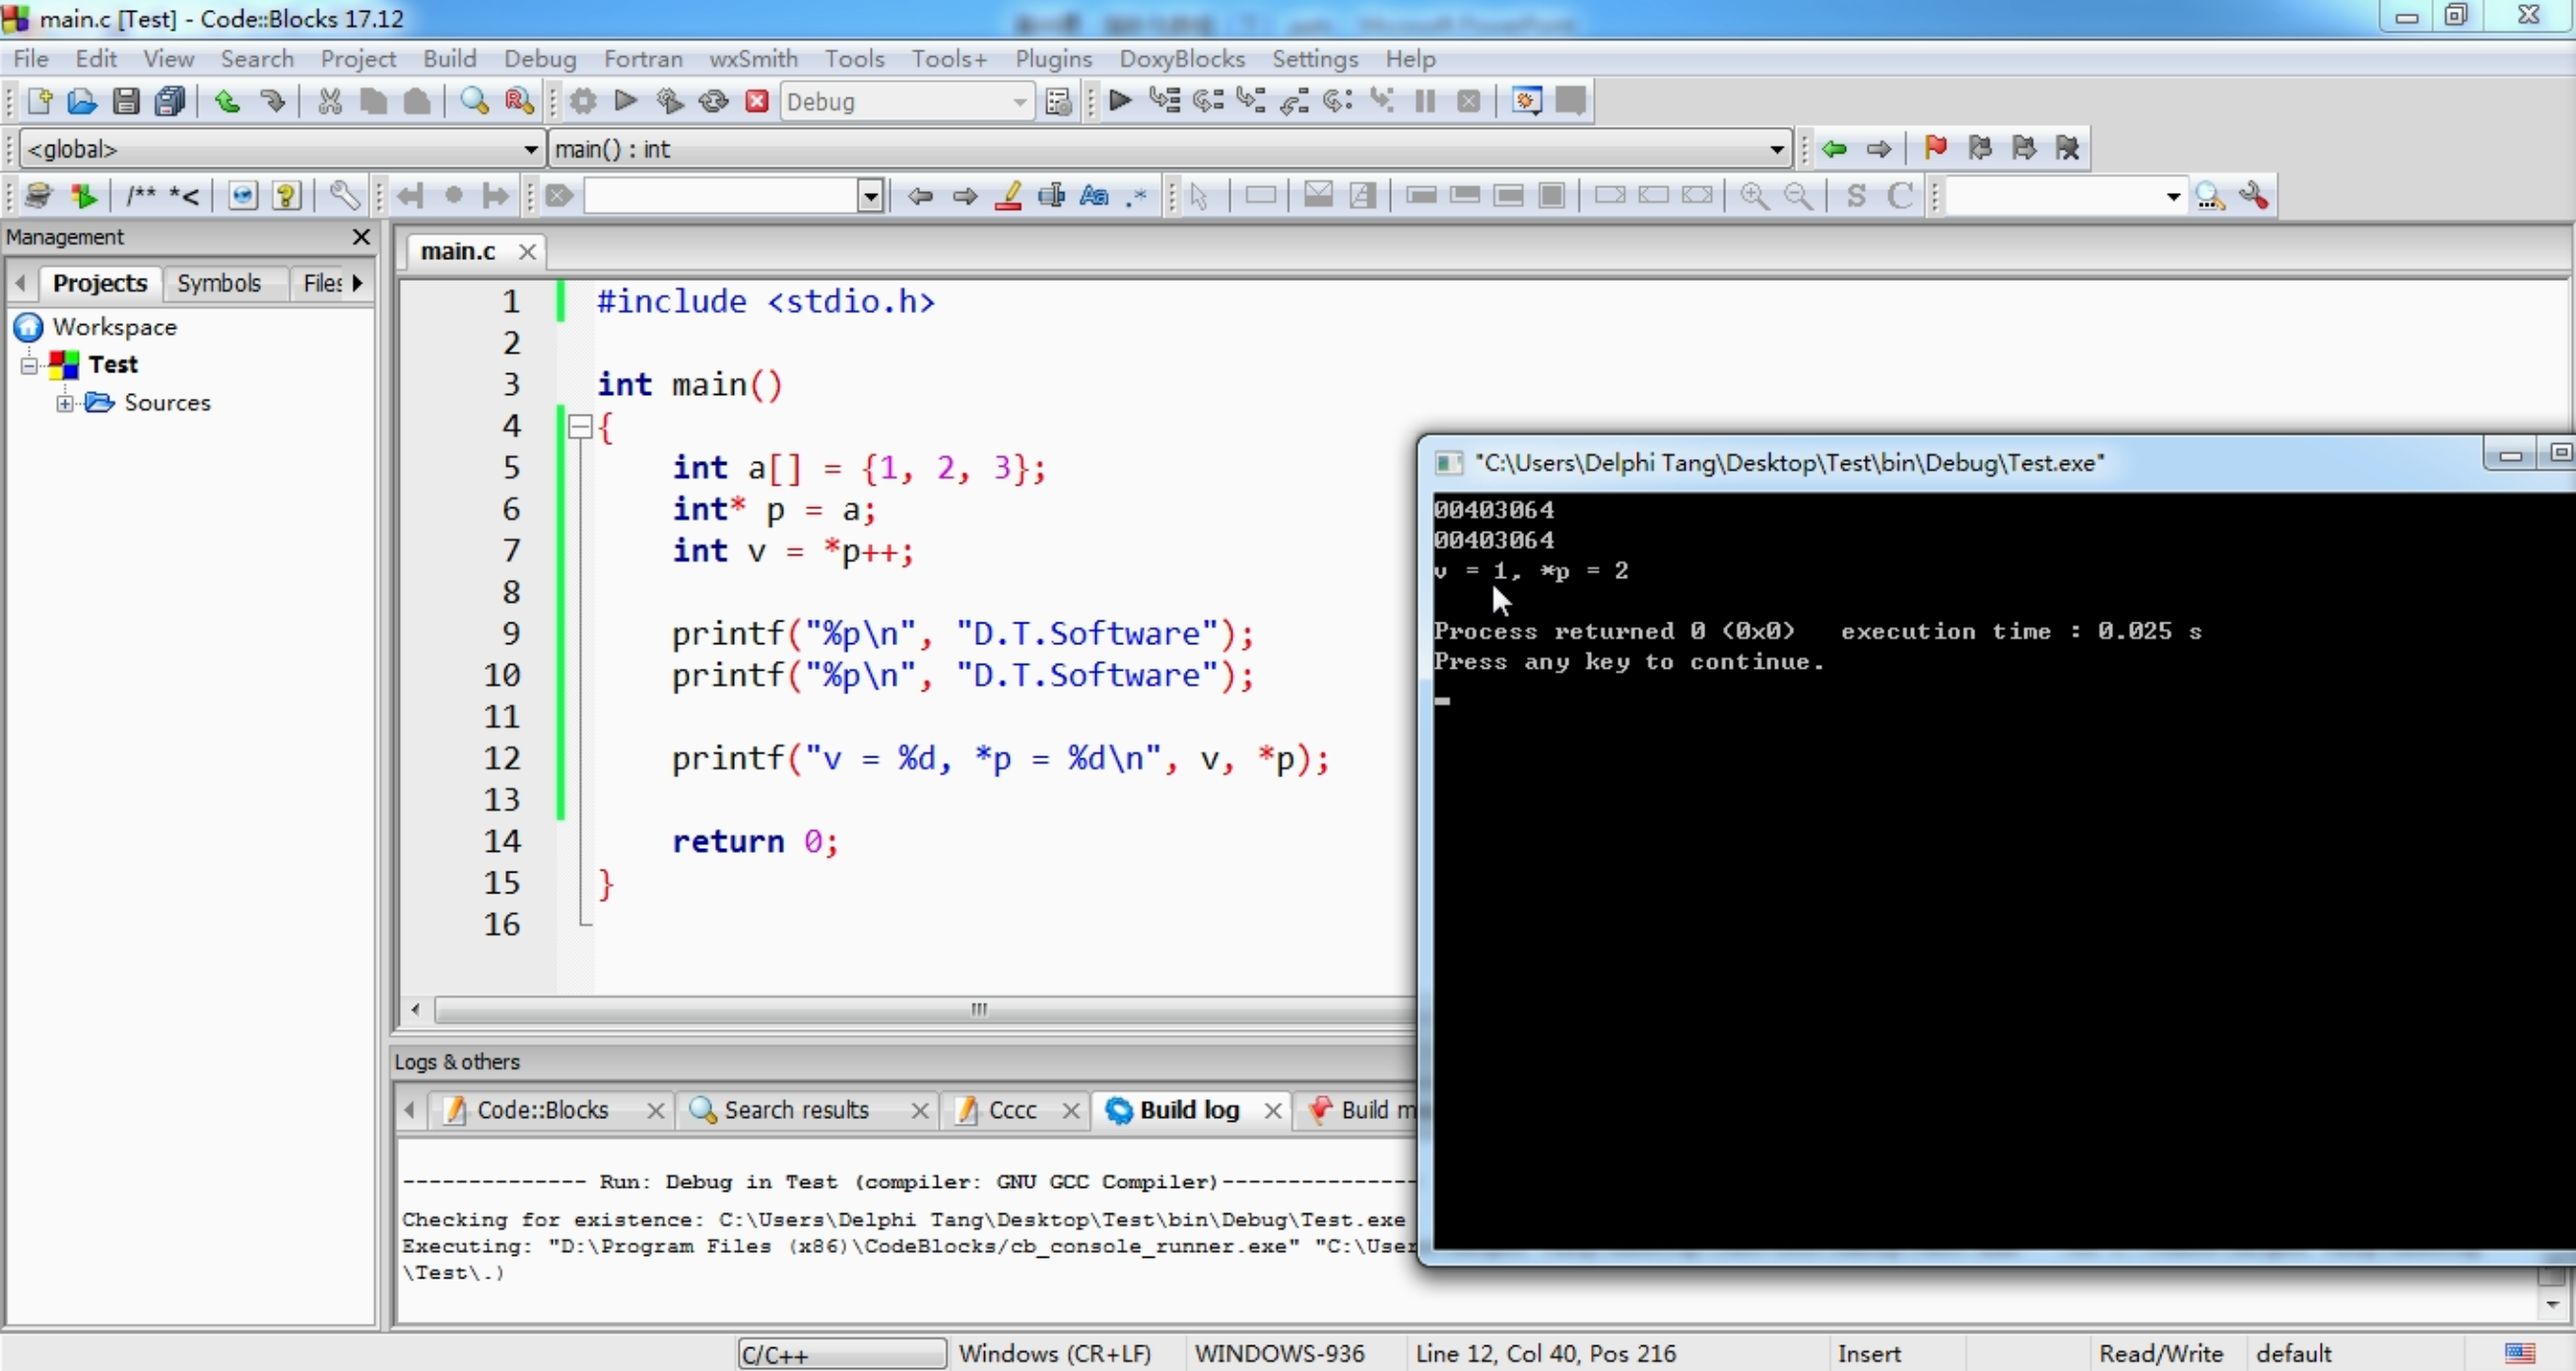 main.c [Test] - Code::Blocks 17.12
File Edit View Search Project Build Debug Fortran wxSmith Tools Tools+ Plugins DoxyBlocks Settings Help
Debug
<global> main() : int
/** *< Aa .* S C
Management
Projects Symbols Files
Workspace
Test
Sources
main.c
1 #include <stdio.h>
2
3 int main()
4 {
5 int a[] = {1, 2, 3};
6 int* p = a;
7 int v = *p++;
8
9 printf("%p\n", "D.T.Software");
10 printf("%p\n", "D.T.Software");
11
12 printf("v = %d, *p = %d\n", v, *p);
13
14 return 0;
15 }
16
"C:\Users\Delphi Tang\Desktop\Test\bin\Debug\Test.exe"
00403064
00403064
v = 1, *p = 2
Process returned 0 (0x0) execution time : 0.025 s
Press any key to continue.
Logs & others
Code::Blocks Search results Cccc Build log Build m
-------------- Run: Debug in Test (compiler: GNU GCC Compiler)---------------
Checking for existence: C:\Users\Delphi Tang\Desktop\Test\bin\Debug\Test.exe
Executing: "D:\Program Files (x86)\CodeBlocks/cb_console_runner.exe" "C:\User
\Test\.)
C/C++ Windows (CR+LF) WINDOWS-936 Line 12, Col 40, Pos 216 Insert Read/Write default